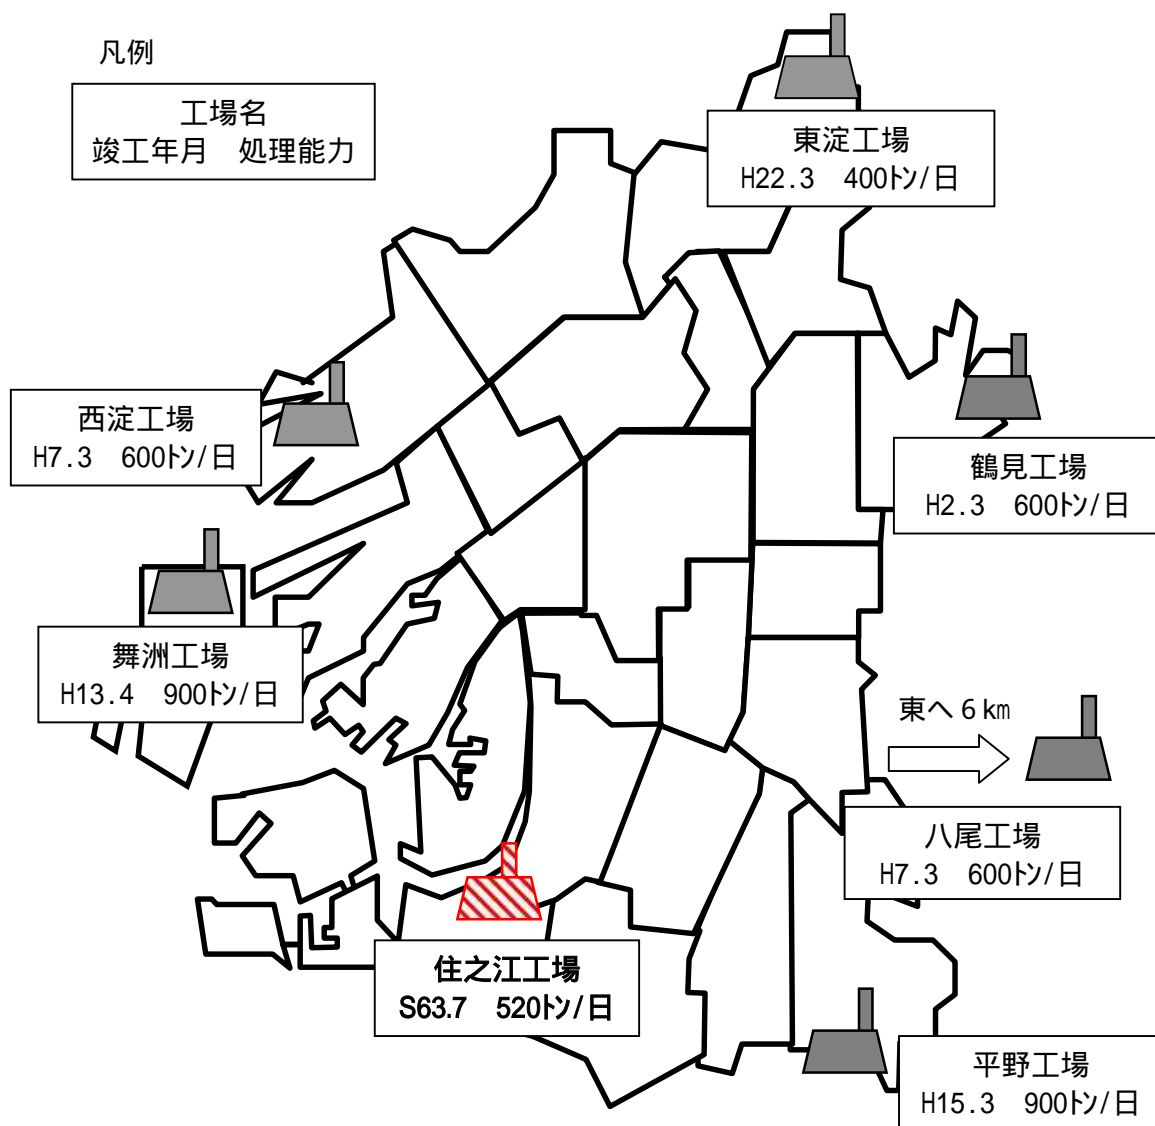 凡例
工場名
竣工年月　処理能力
東淀工場
H22.3　400㌧/日
西淀工場
H7.3　600㌧/日
鶴見工場
H2.3　600㌧/日
舞洲工場
H13.4　900㌧/日
東へ６㎞
八尾工場
H7.3　600㌧/日
住之江工場
S63.7　520㌧/日
平野工場
H15.3　900㌧/日